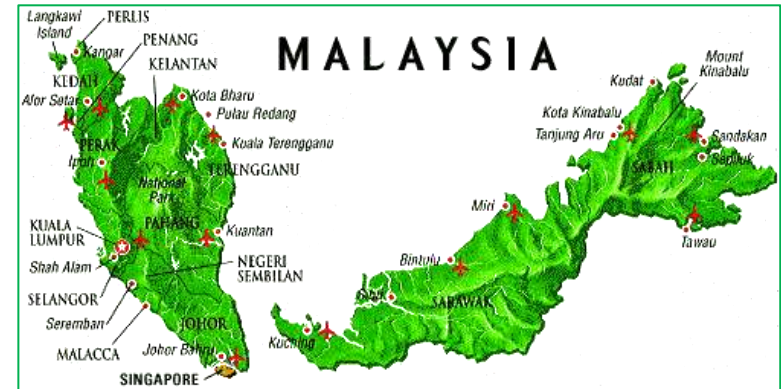 MALAYSIA
Langkawi
Island
PERLIS
Kangar
PENANG
KEDAH
KELANTAN
Alor Setar
Kota Bharu
Pulau Redang
Kuala Terengganu
TERENGGANU
PERAK
Ipoh
National
Park
PAHANG
KUALA
LUMPUR
Kuantan
Shah Alam
NEGERI
SEMBILAN
SELANGOR
Seremban
JOHOR
MALACCA
Johor Bahru
SINGAPORE
Mount
Kinabalu
Kudat
Kota Kinabalu
Tanjung Aru
Sandakan
Sepiluk
SABAH
Miri
Tawau
Bintulu
Sibu
SARAWAK
Kuching